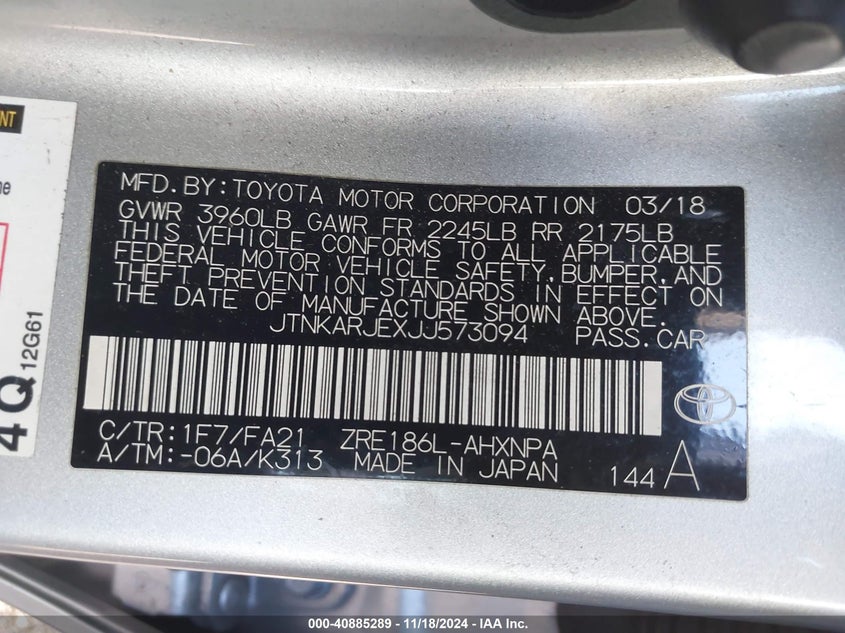 NT
ne
4Q 12G61
MFD.BY:TOYOTA MOTOR CORPORATION 03/18
GVWR 3960LB GAWR FR 2245LB RR 2175LB
THIS VEHICLE CONFORMS TO ALL APPLICABLE
FEDERAL MOTOR VEHICLE SAFETY,BUMPER,AND
THEFT PREVENTION STANDARDS IN EFFECT ON
THE DATE OF MANUFACTURE SHOWN ABOVE.
JTNKARJEXJJ573094 PASS.CAR
C/TR:1F7/FA21 ZRE186L-AHXNPA
A/TM:-06A/K313 MADE IN JAPAN 144 A
000-40885289 - 11/18/2024 - IAA Inc.